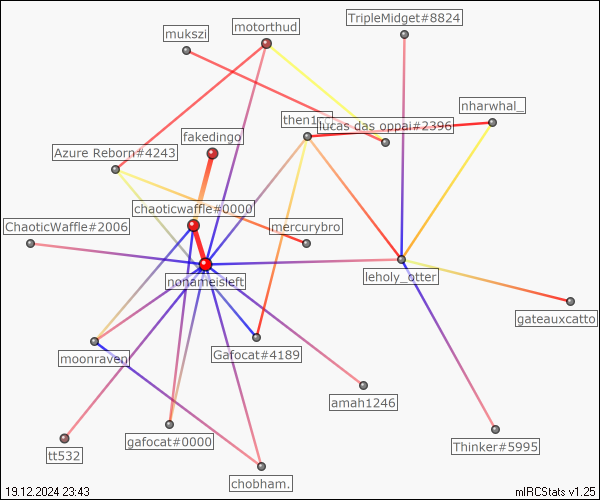 TripleMidget#8824
motorthud
mukszi
nharwhal_
then1
lucas das oppai#2396
fakedingo
Azure Reborn#4243
chaoticwaffle#0000
ChaoticWaffle#2006
mercurybro
nonameisleft
leholy_otter
gateauxcatto
moonraven
Gafocat#4189
amah1246
gafocat#0000
Thinker#5995
tt532
chobham.
19.12.2024 23:43
mIRCStats v1.25